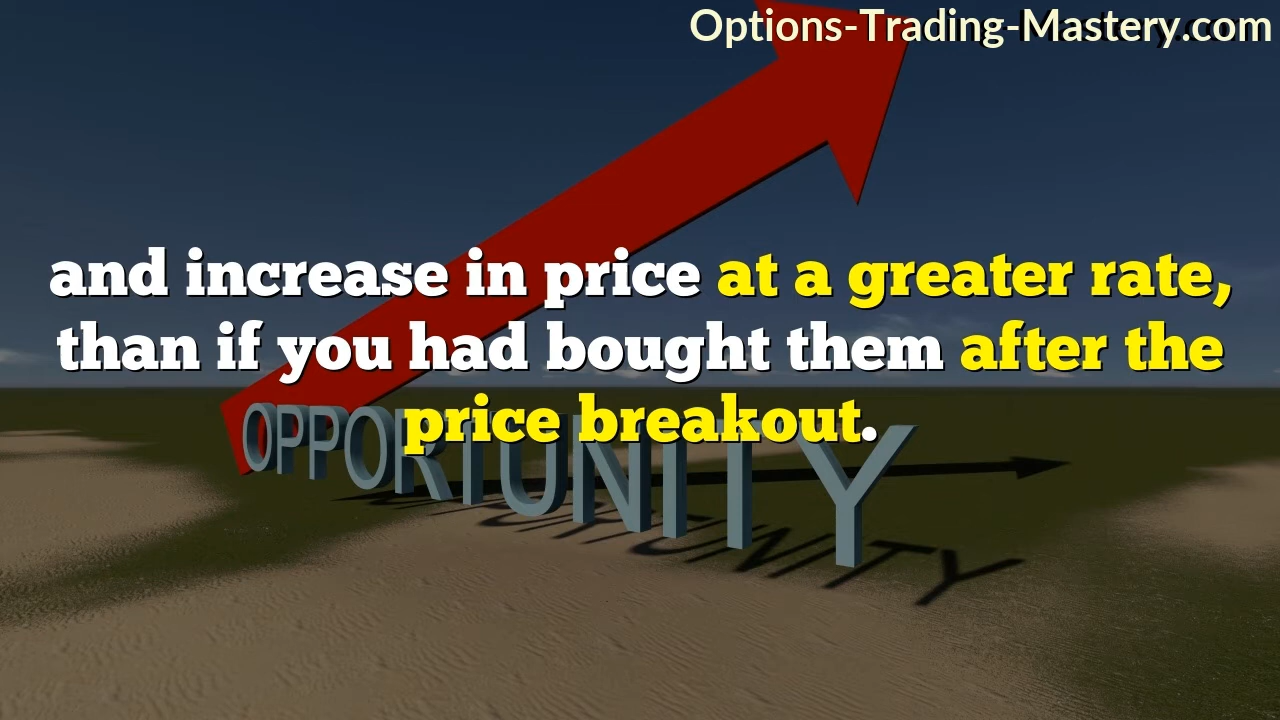 Options-Trading-Mastery.com
and increase in price at a greater rate,
than if you had bought them after the
price breakout.
OPPORTUNITY